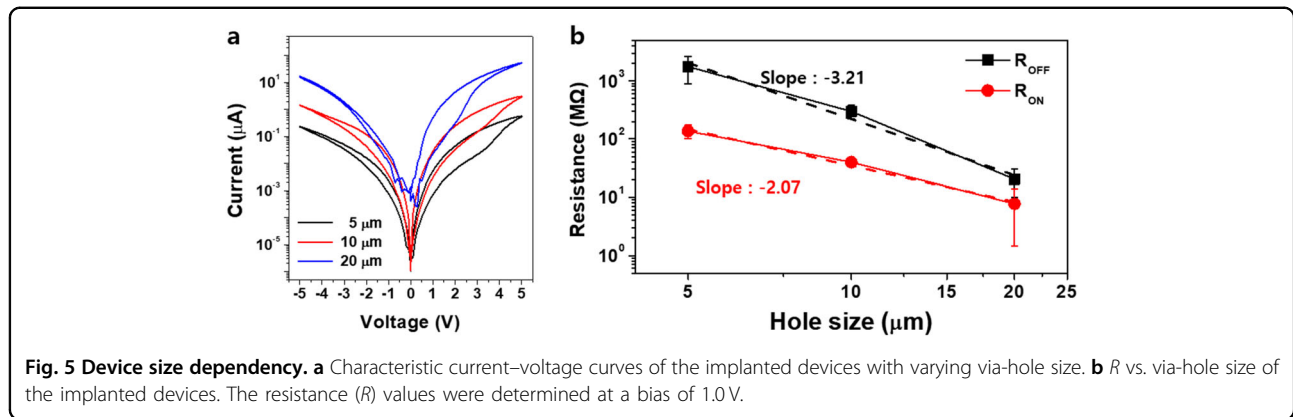 a
Current (μA)
10¹
10⁻¹
10⁻³
10⁻⁵
5 μm
10 μm
20 μm
-5 -4 -3 -2 -1 0 1 2 3 4 5
Voltage (V)
b
Resistance (MΩ)
10³
10²
10¹
10⁰
R_OFF
R_ON
Slope : -3.21
Slope : -2.07
5 10 15 20 25
Hole size (μm)
Fig. 5 Device size dependency. a Characteristic current–voltage curves of the implanted devices with varying via-hole size. b R vs. via-hole size of
the implanted devices. The resistance (R) values were determined at a bias of 1.0 V.